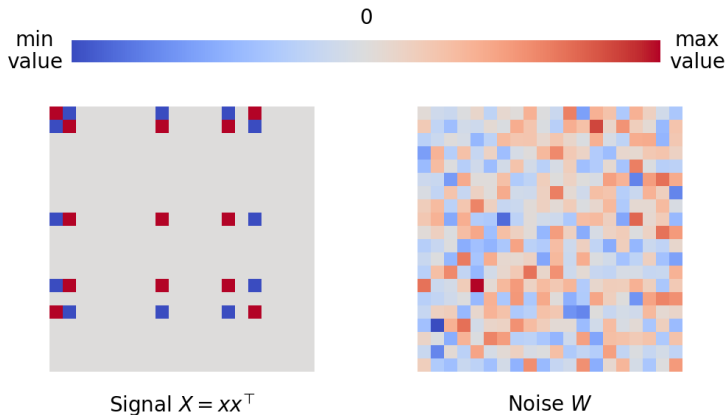 0
min
value
max
value
Signal X = xx⊤
Noise W